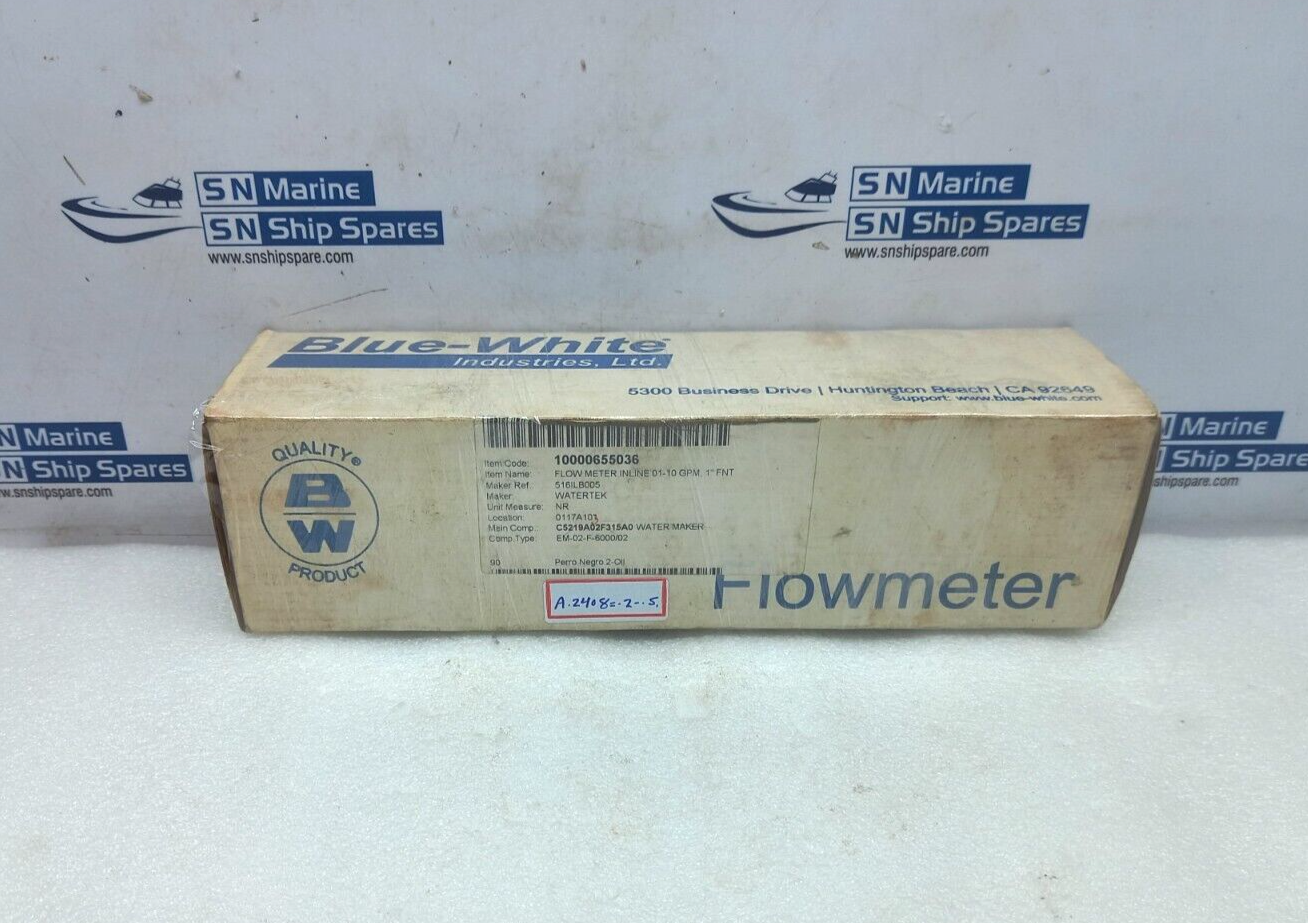 SN Marine
SN Ship Spares
www.snshipspare.com
SN Marine
SN Ship Spares
www.snshipspare.com
Blue-White
Industries, Ltd.
5300 Business Drive | Huntington Beach | CA 92649
Support: www.blue-white.com
N Marine
N Ship Spares
www.snshipspare.com
Marine
Ship Spares
snshipspare.com
QUALITY®
B
W
PRODUCT
Item Code: 10000655036
Item Name: FLOW METER INLINE 01-10 GPM, 1" FNT
Maker Ref. 516ILB005
Maker: WATERTEK
Unit Measure: NR
Location: 0117A101
Main Comp.: C5219A02F315A0 WATER MAKER
Comp.Type: EM-02-F-6000/02
90 Perro Negro 2-Oil
A.2408=.2-.5.
Flowmeter